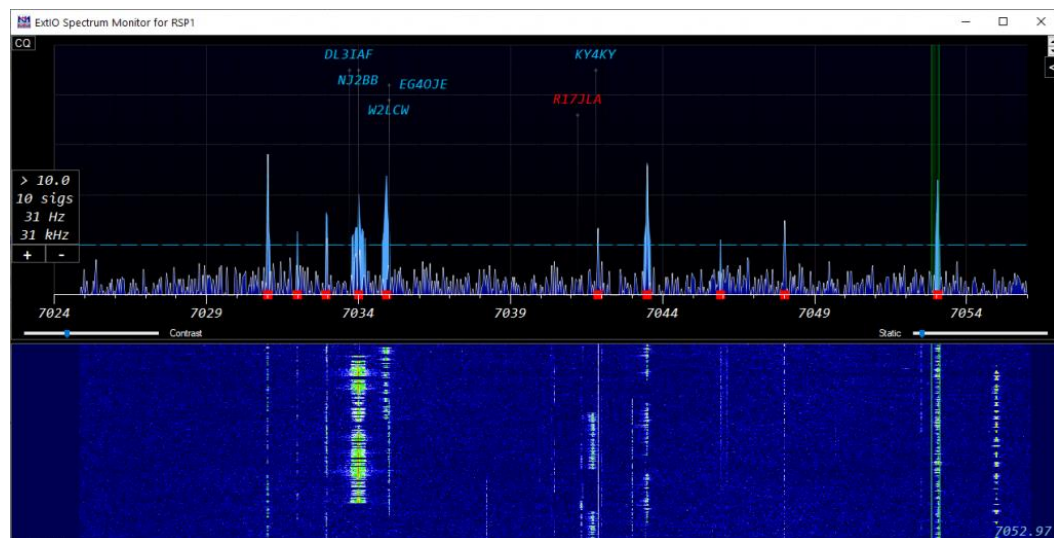 ExtIO Spectrum Monitor for RSP1
CQ
DL3IAF
KY4KY
NJ2BB
EG4OJE
R17JLA
W2LCW
> 10.0
10 sigs
31 Hz
31 kHz
+ -
7024 7029 7034 7039 7044 7049 7054
Contrast
Static
7052.97